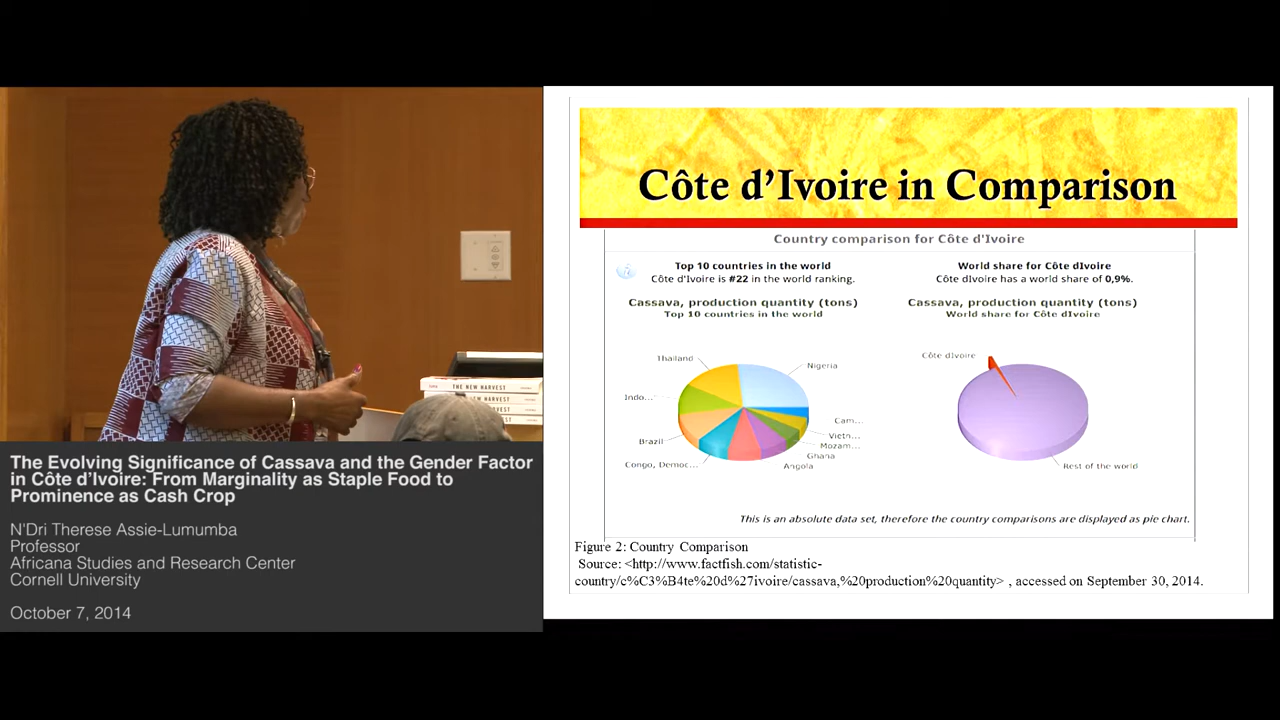 Côte d'Ivoire in Comparison
Country comparison for Côte d'Ivoire
Top 10 countries in the world
Côte d'Ivoire is #22 in the world ranking.
Cassava, production quantity (tons)
Top 10 countries in the world
Thailand
Nigeria
Indo...
Cam...
Vietn...
Mozam...
Brazil
Ghana
Congo, Democ...
Angola
World share for Côte dIvoire
Côte dIvoire has a world share of 0,9%.
Cassava, production quantity (tons)
World share for Côte dIvoire
Côte dIvoire
Rest of the world
This is an absolute data set, therefore the country comparisons are displayed as pie chart.
Figure 2: Country Comparison
Source: <http://www.factfish.com/statistic-
country/c%C3%B4te%20d%27ivoire/cassava,%20production%20quantity> , accessed on September 30, 2014.
THE NEW HARVEST
The Evolving Significance of Cassava and the Gender Factor
in Côte d'Ivoire: From Marginality as Staple Food to
Prominence as Cash Crop
N'Dri Therese Assie-Lumumba
Professor
Africana Studies and Research Center
Cornell University
October 7, 2014